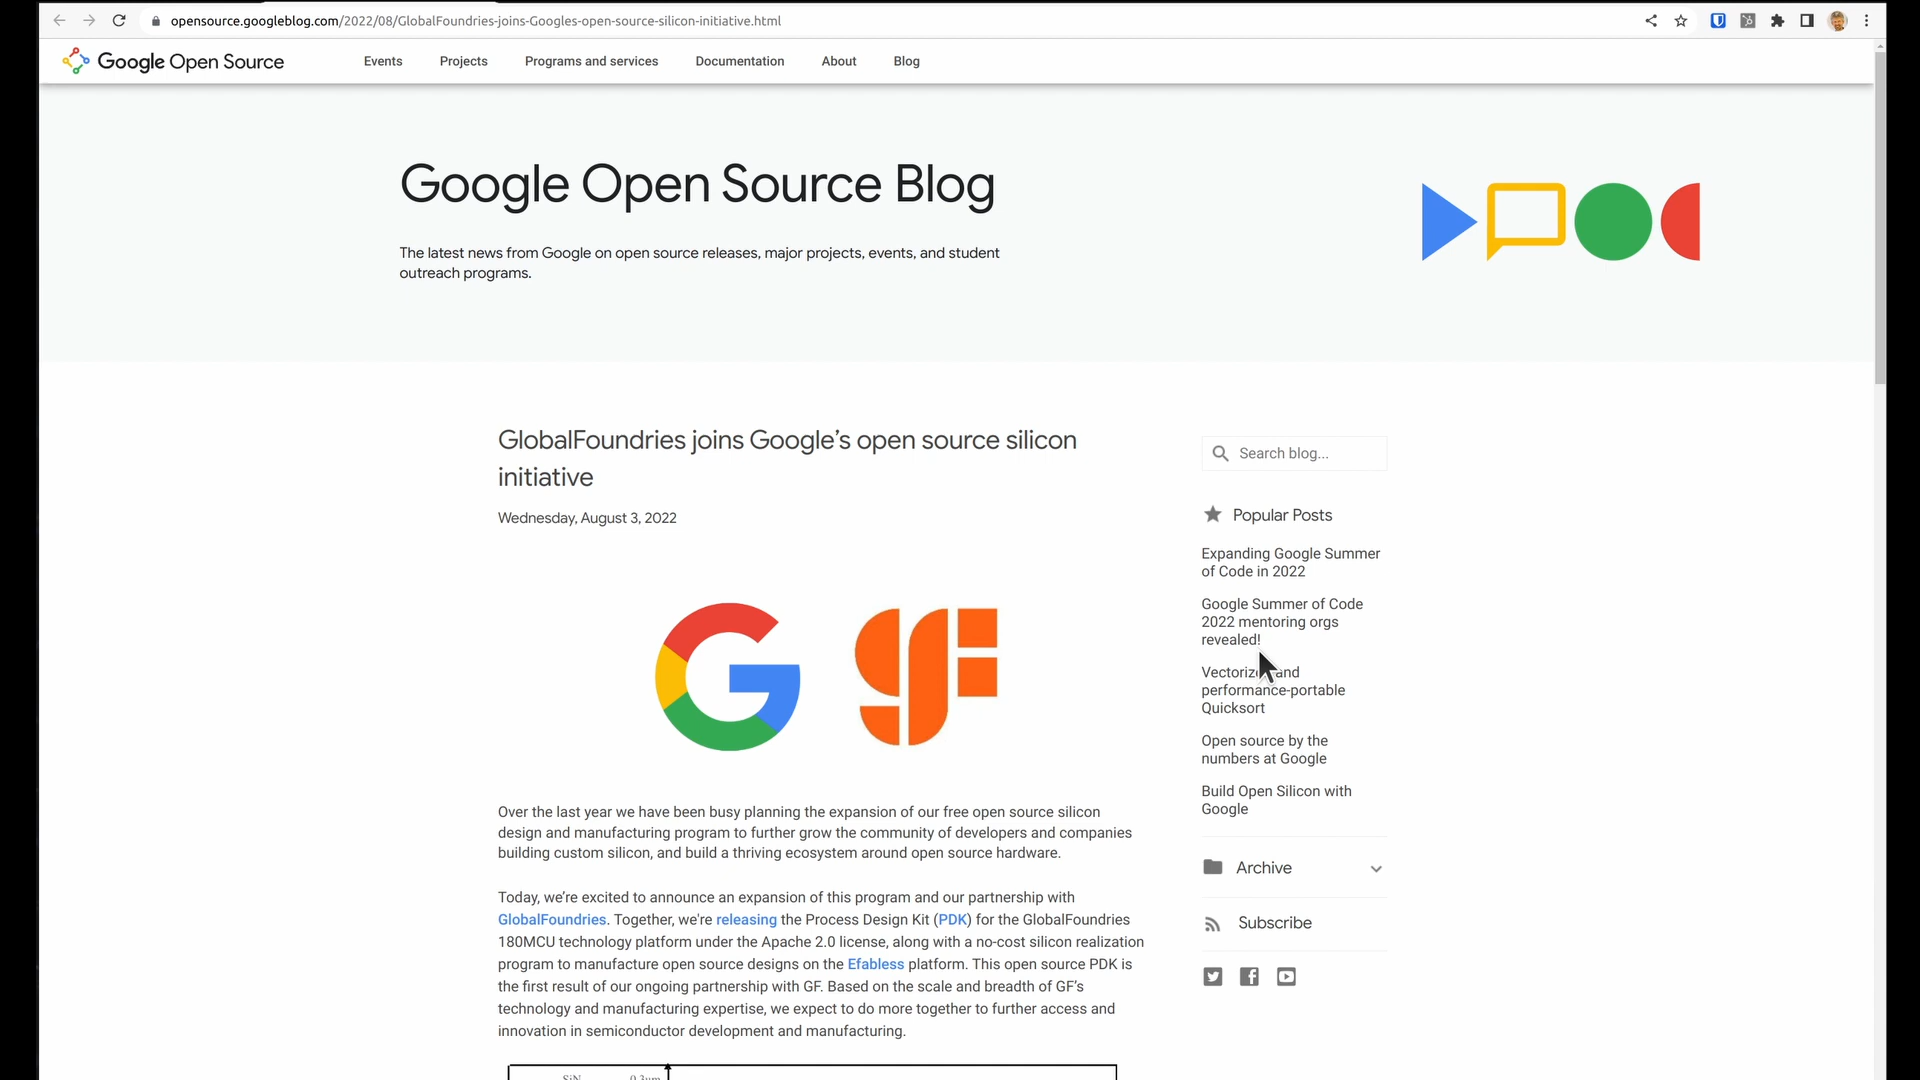 opensource.googleblog.com/2022/08/GlobalFoundries-joins-Googles-open-source-silicon-initiative.html
Google Open Source
Events
Projects
Programs and services
Documentation
About
Blog
Google Open Source Blog
The latest news from Google on open source releases, major projects, events, and student
outreach programs.
GlobalFoundries joins Google’s open source silicon
initiative
Wednesday, August 3, 2022
Over the last year we have been busy planning the expansion of our free open source silicon
design and manufacturing program to further grow the community of developers and companies
building custom silicon, and build a thriving ecosystem around open source hardware.
Today, we’re excited to announce an expansion of this program and our partnership with
GlobalFoundries. Together, we're releasing the Process Design Kit (PDK) for the GlobalFoundries
180MCU technology platform under the Apache 2.0 license, along with a no-cost silicon realization
program to manufacture open source designs on the Efabless platform. This open source PDK is
the first result of our ongoing partnership with GF. Based on the scale and breadth of GF’s
technology and manufacturing expertise, we expect to do more together to further access and
innovation in semiconductor development and manufacturing.
SiN 0.3um
Search blog...
Popular Posts
Expanding Google Summer
of Code in 2022
Google Summer of Code
2022 mentoring orgs
revealed!
and
performance-portable
Quicksort
Open source by the
numbers at Google
Build Open Silicon with
Google
Archive
Subscribe